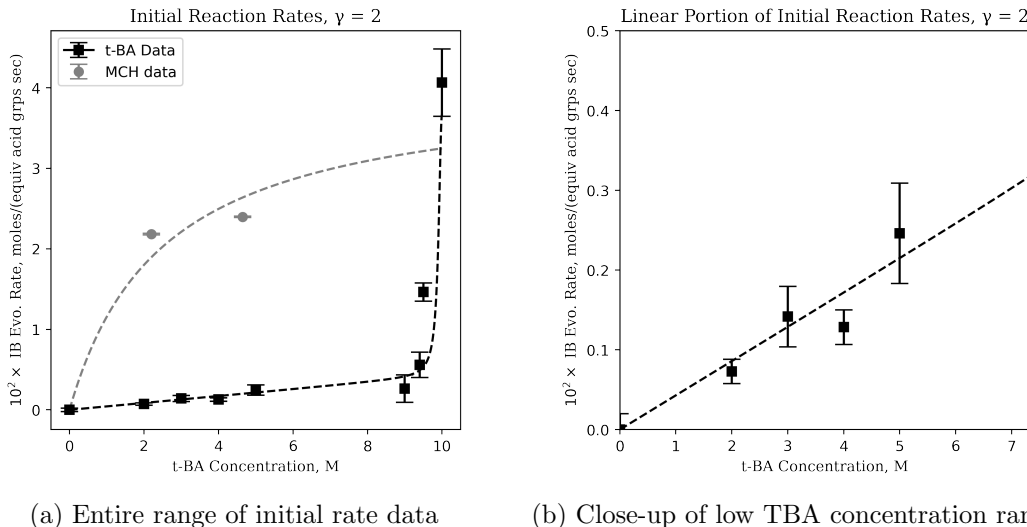 Initial Reaction Rates, γ = 2
t-BA Data
MCH data
10² × IB Evo. Rate, moles/(equiv acid grps sec)
4
3
2
1
0
0 2 4 6 8 10
t-BA Concentration, M
(a) Entire range of initial rate data
Linear Portion of Initial Reaction Rates, γ = 2
10² × IB Evo. Rate, moles/(equiv acid grps sec)
0.5
0.4
0.3
0.2
0.1
0.0
0 1 2 3 4 5 6 7
t-BA Concentration, M
(b) Close-up of low TBA concentration ran